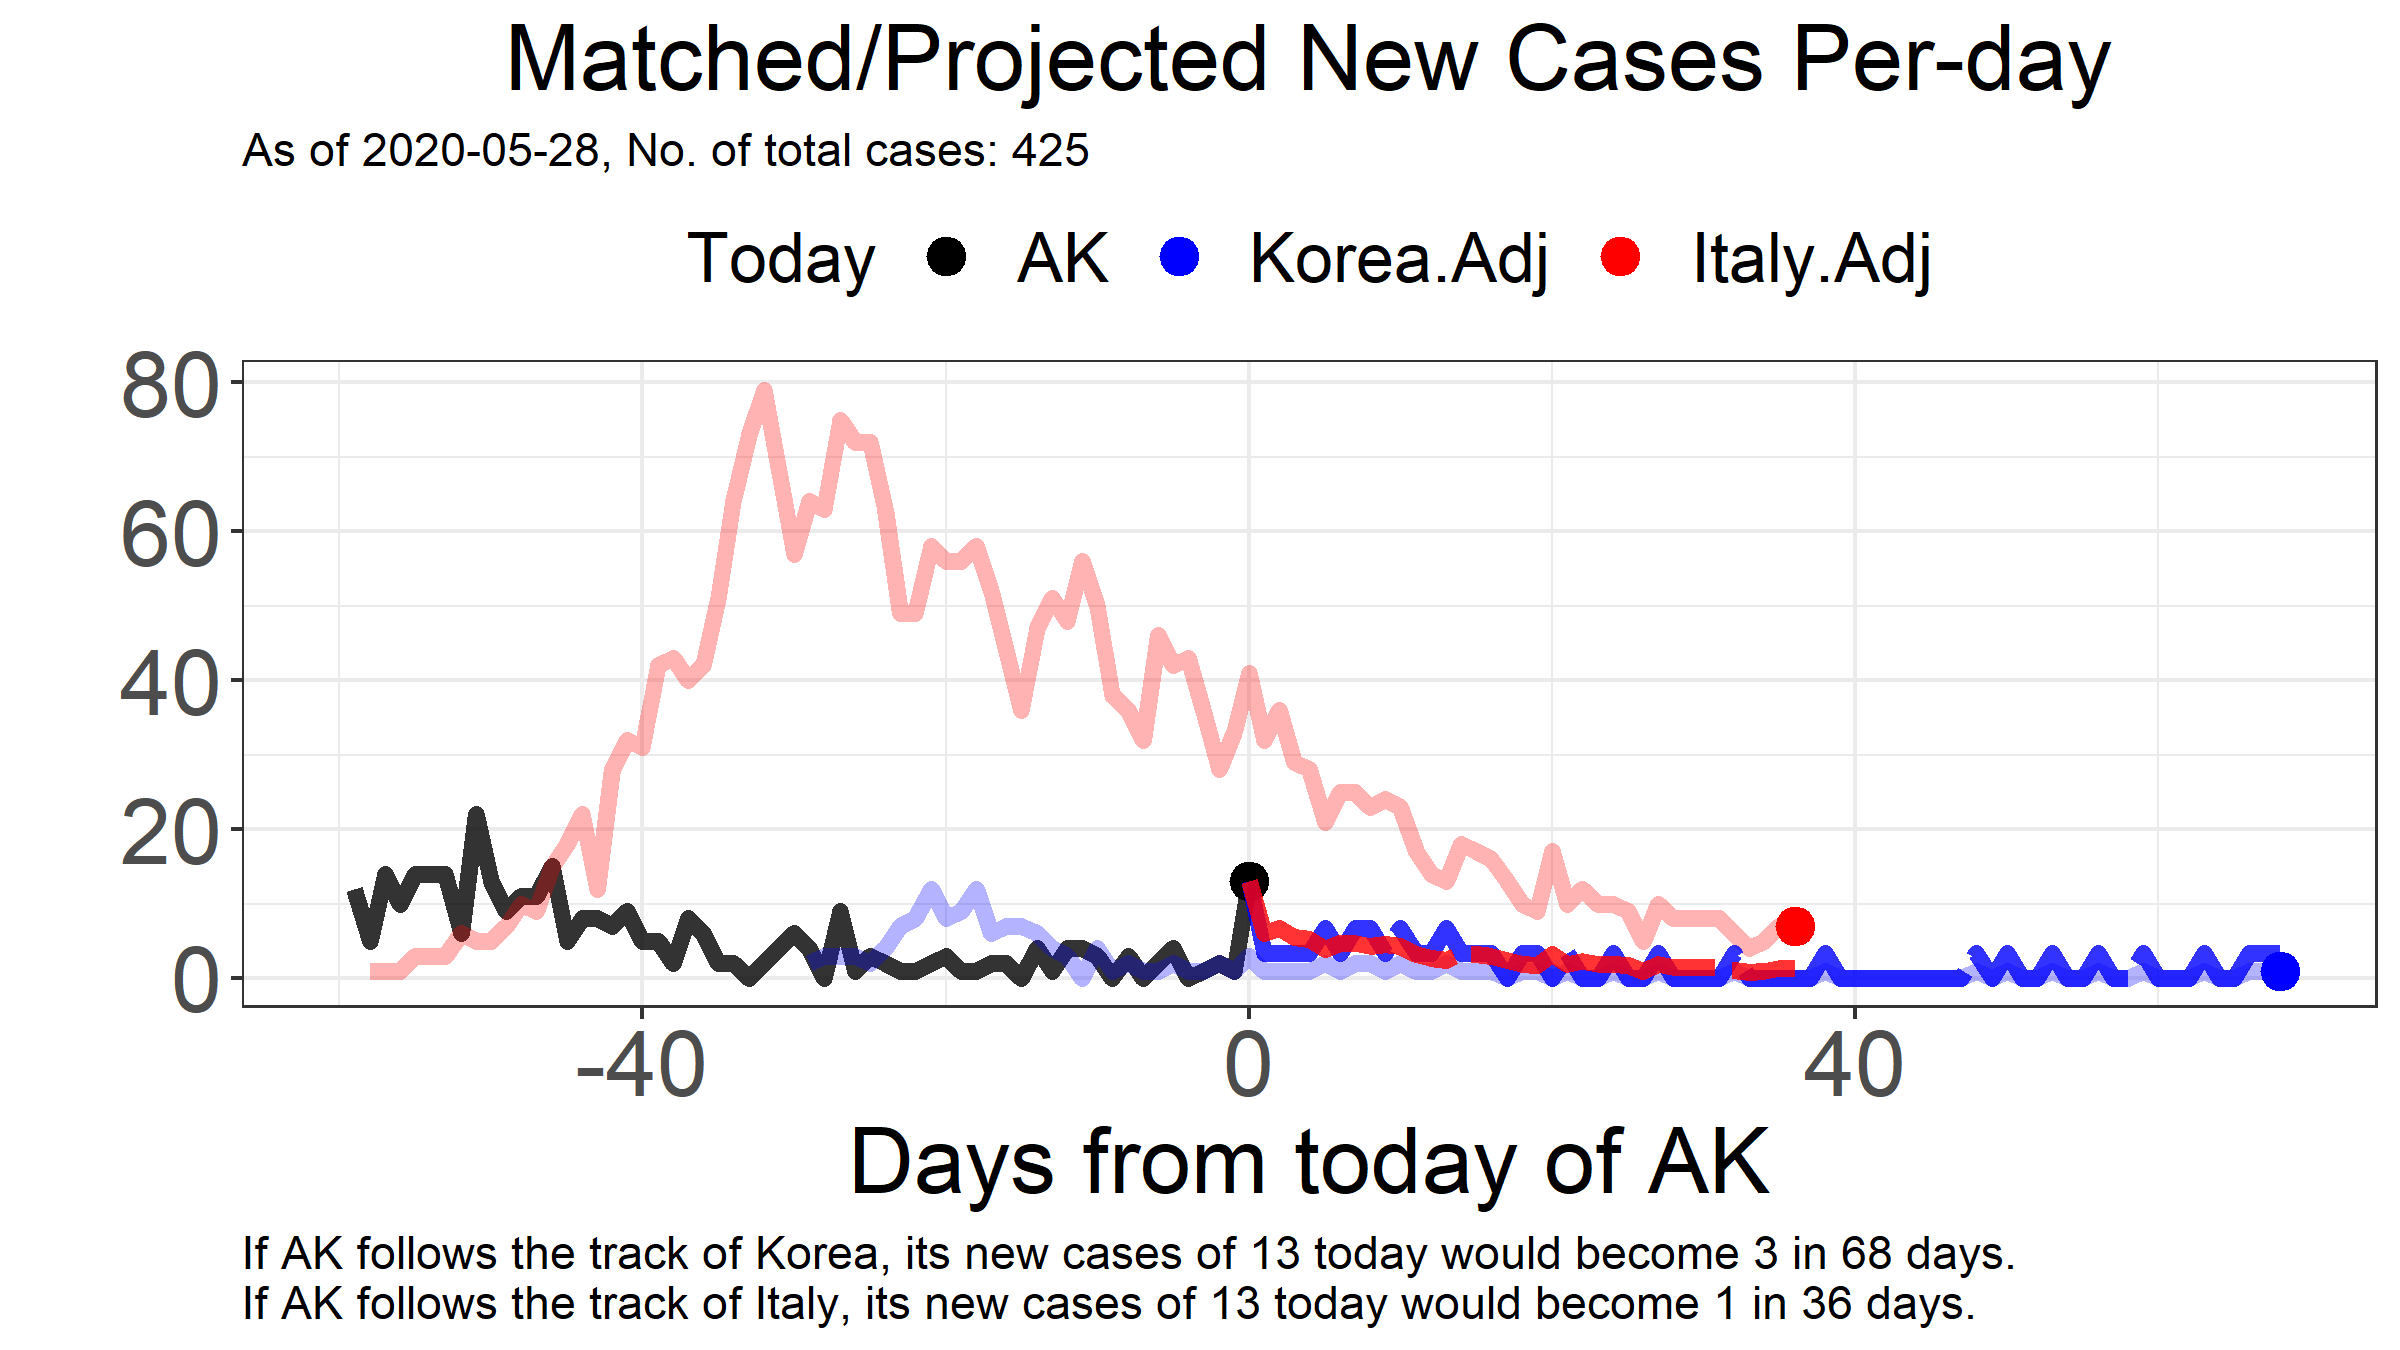 Matched/Projected New Cases Per-day
As of 2020-05-28, No. of total cases: 425
Today AK Korea.Adj Italy.Adj
80
60
40
20
0
-40 0 40
Days from today of AK
If AK follows the track of Korea, its new cases of 13 today would become 3 in 68 days.
If AK follows the track of Italy, its new cases of 13 today would become 1 in 36 days.